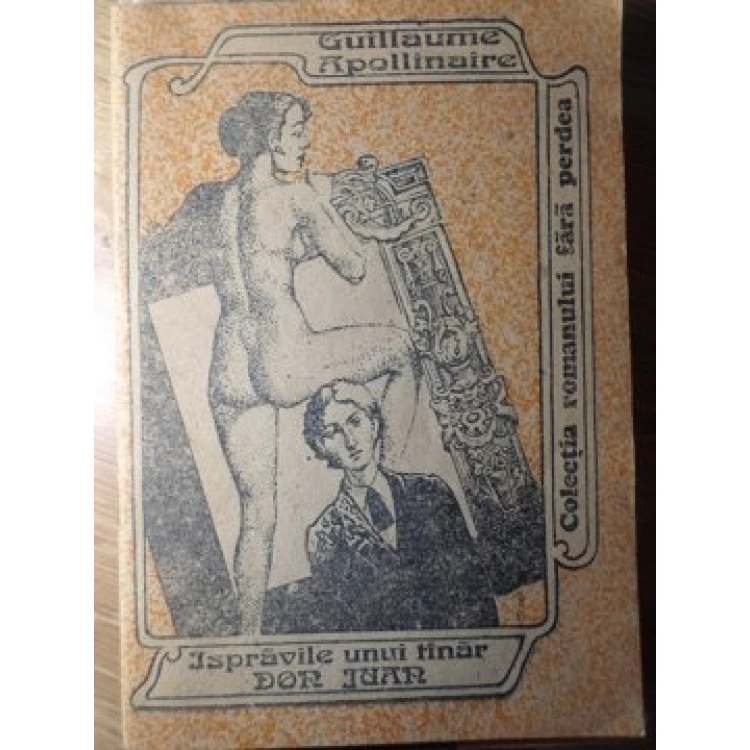 Guillaume
Apollinaire
Colecția romanului fără perdea
Isprăvile unui tînăr
DON JUAN